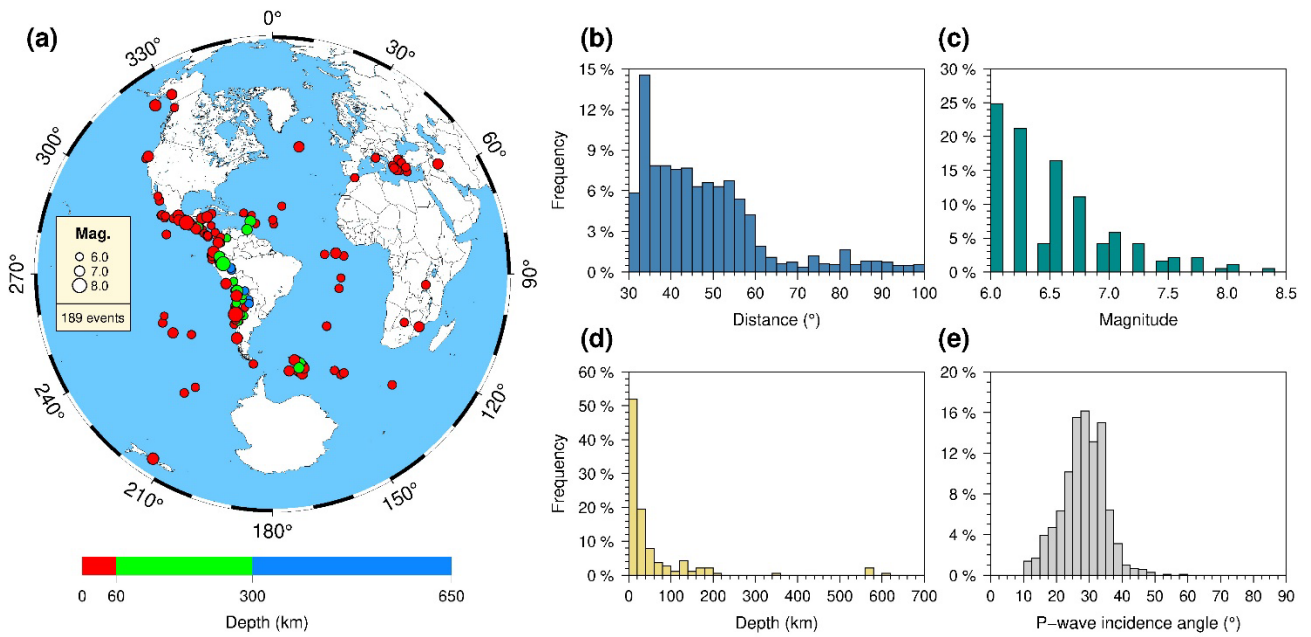 (a)
0°
30°
60°
90°
120°
150°
180°
210°
240°
270°
300°
330°
Mag.
6.0
7.0
8.0
189 events
0 60 300 650
Depth (km)
(b)
15 %
12 %
9 %
6 %
3 %
0 %
Frequency
30 40 50 60 70 80 90 100
Distance (°)
(c)
30 %
25 %
20 %
15 %
10 %
5 %
0 %
6.0 6.5 7.0 7.5 8.0 8.5
Magnitude
(d)
60 %
50 %
40 %
30 %
20 %
10 %
0 %
Frequency
0 100 200 300 400 500 600 700
Depth (km)
(e)
20 %
16 %
12 %
8 %
4 %
0 %
0 10 20 30 40 50 60 70 80 90
P−wave incidence angle (°)